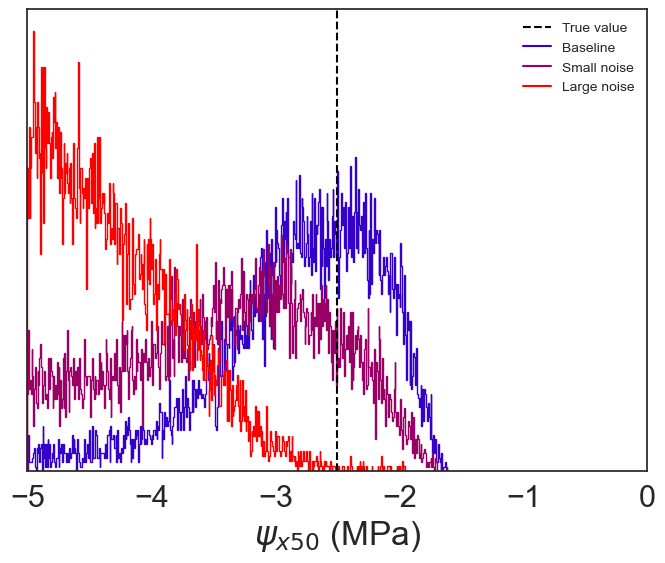 True value
Baseline
Small noise
Large noise
−5 −4 −3 −2 −1 0
ψx50 (MPa)